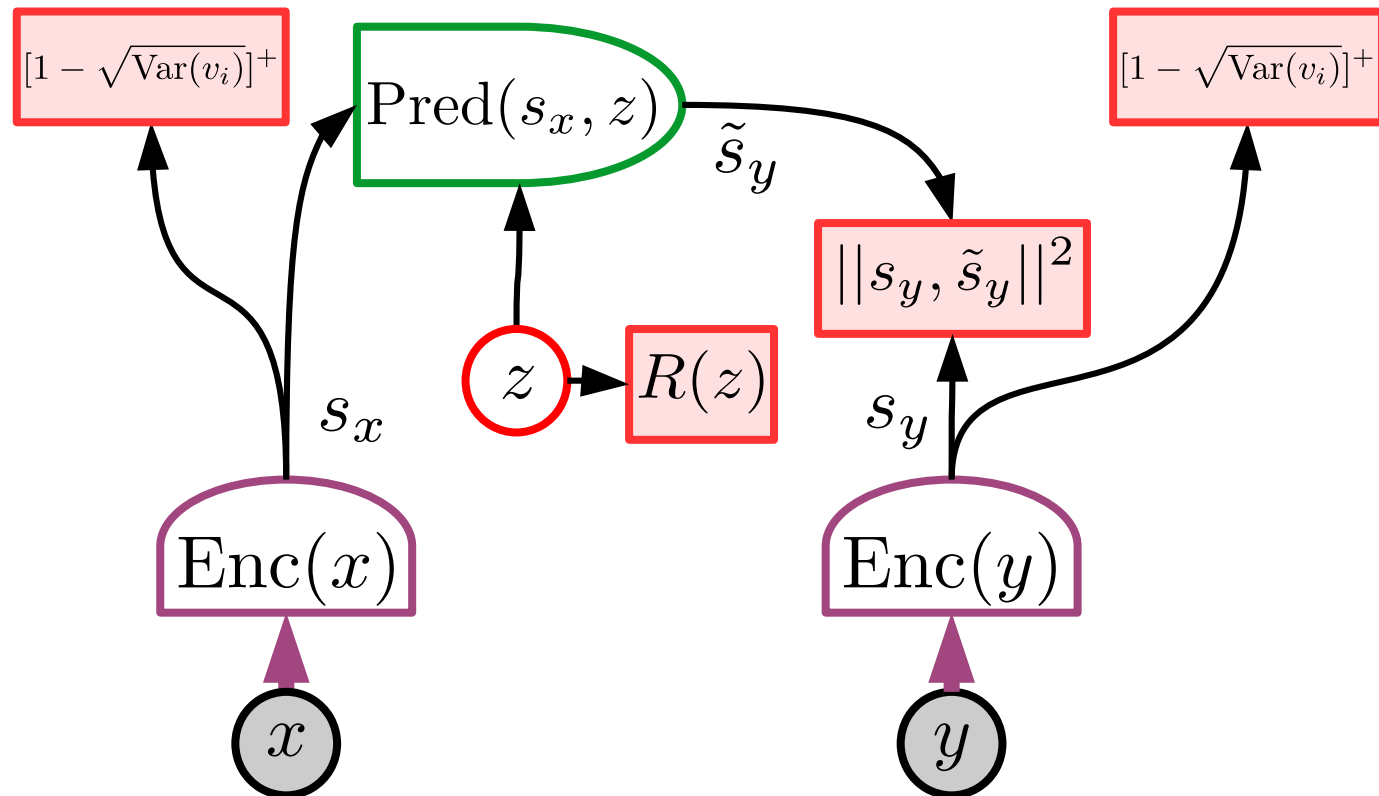 [1 − √Var(v_i)]⁺
Pred(s_x, z)
[1 − √Var(v_i)]⁺
s̃_y
||s_y, s̃_y||²
z
R(z)
s_x
s_y
Enc(x)
Enc(y)
x
y